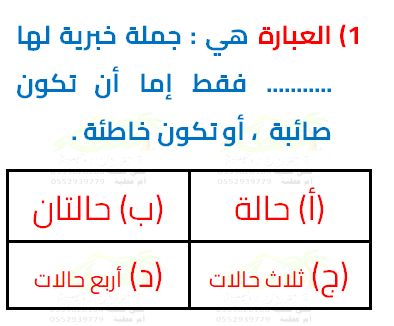 1) العبارة هي : جملة خبرية لها
........... فقط إما أن تكون
صائبة ، أو تكون خاطئة .
(أ) حالة
(ب) حالتان
(ج) ثلاث حالات
(د) أربع حالات